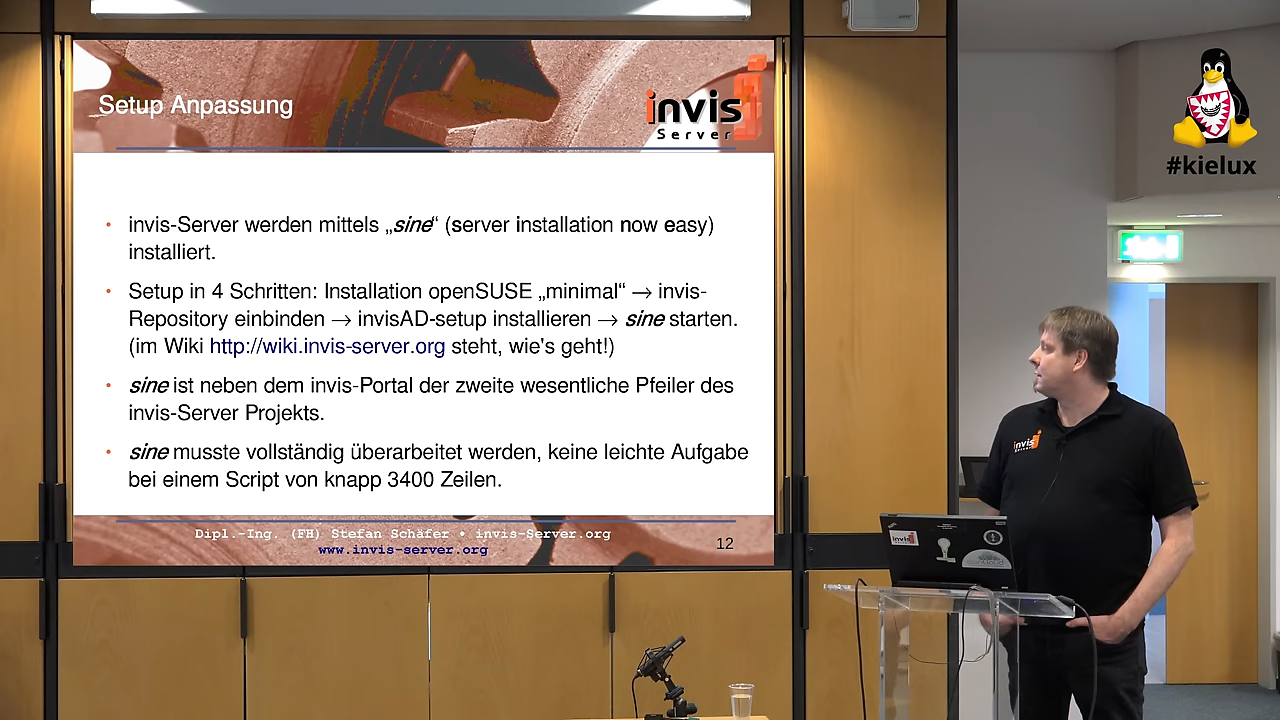 Setup Anpassung
invis
Server
invis-Server werden mittels „sine“ (server installation now easy)
installiert.
Setup in 4 Schritten: Installation openSUSE „minimal“ → invis-
Repository einbinden → invisAD-setup installieren → sine starten.
(im Wiki http://wiki.invis-server.org steht, wie's geht!)
sine ist neben dem invis-Portal der zweite wesentliche Pfeiler des
invis-Server Projekts.
sine musste vollständig überarbeitet werden, keine leichte Aufgabe
bei einem Script von knapp 3400 Zeilen.
Dipl.-Ing. (FH) Stefan Schäfer • invis-Server.org
www.invis-server.org
12
#kielux
invis
Server
invis